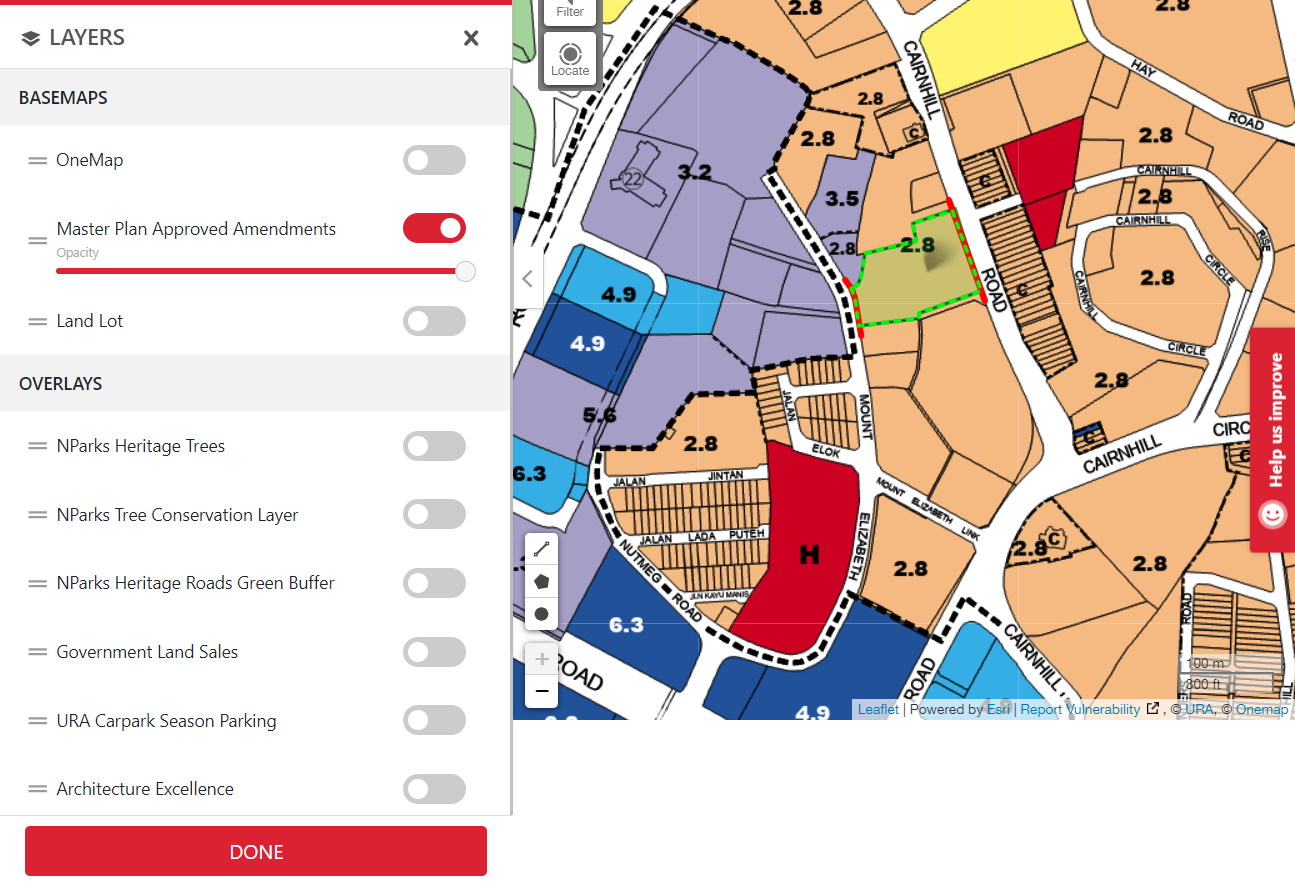 LAYERS
BASEMAPS
OneMap
Master Plan Approved Amendments
Opacity
Land Lot
OVERLAYS
NParks Heritage Trees
NParks Tree Conservation Layer
NParks Heritage Roads Green Buffer
Government Land Sales
URA Carpark Season Parking
Architecture Excellence
DONE
Filter
Locate
2.8
2.8
CAIRNHILL
HAY
ROAD
2.8
2.8
C
2.8
3.2
22
3.5
C
CAIRNHILL
2.8
CAIRNHILL
RISE
2.8
2.8
CIRCLE
2.8
4.9
ROAD
C
CAIRNHILL
4.9
CIRCLE
2.8
5.6
JALAN
MOUNT
2.8
ELOK
C
CAIRNHILL
CIRC
C
6.3
JALAN
JINTAN
MOUNT ELIZABETH LINK
JALAN LADA PUTEH
ELIZABETH
H
2.8
2.8
C
2.8
NUTMEG
ROAD
JLN KAYU MANIS
6.3
ROAD
CAIRNHILL
ROAD
ROAD
4.9
4.9
100 m
300 ft
Leaflet | Powered by Esri | Report Vulnerability , © URA, © Onemap
Help us improve